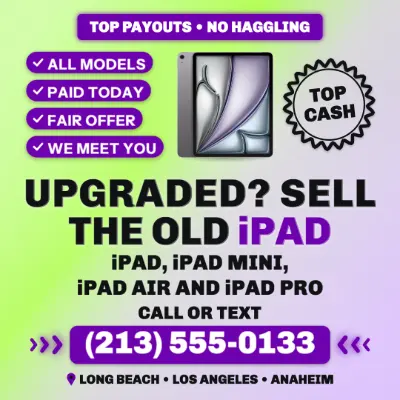 TOP PAYOUTS • NO HAGGLING
ALL MODELS
PAID TODAY
FAIR OFFER
WE MEET YOU
TOP
CASH
UPGRADED? SELL
THE OLD iPAD
iPAD, iPAD MINI,
iPAD AIR AND iPAD PRO
CALL OR TEXT
(213) 555-0133
LONG BEACH • LOS ANGELES • ANAHEIM